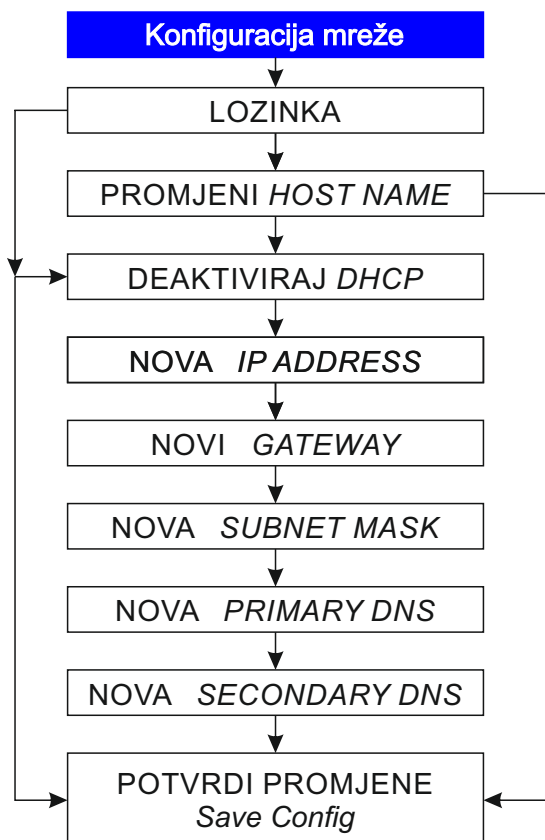 Konfiguracija mreže
LOZINKA
PROMJENI HOST NAME
DEAKTIVIRAJ DHCP
NOVA IP ADDRESS
NOVI GATEWAY
NOVA SUBNET MASK
NOVA PRIMARY DNS
NOVA SECONDARY DNS
POTVRDI PROMJENE
Save Config